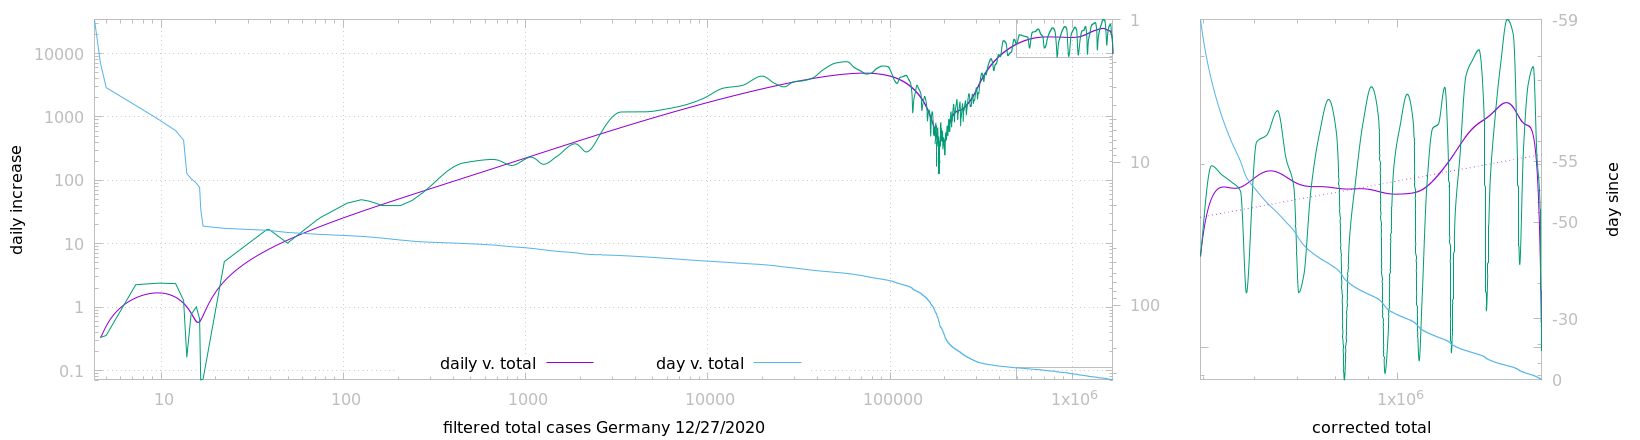 daily increase
10000
1000
100
10
1
0.1
daily v. total
day v. total
10
100
1000
10000
100000
1x10⁶
filtered total cases Germany 12/27/2020
1
10
100
1x10⁶
corrected total
-59
-55
-50
-30
0
day since